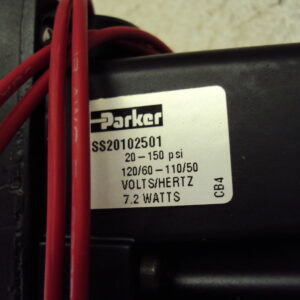 Parker
SS20102501
20-150 psi
120/60-110/50
VOLTS/HERTZ
7.2 WATTS
CB4